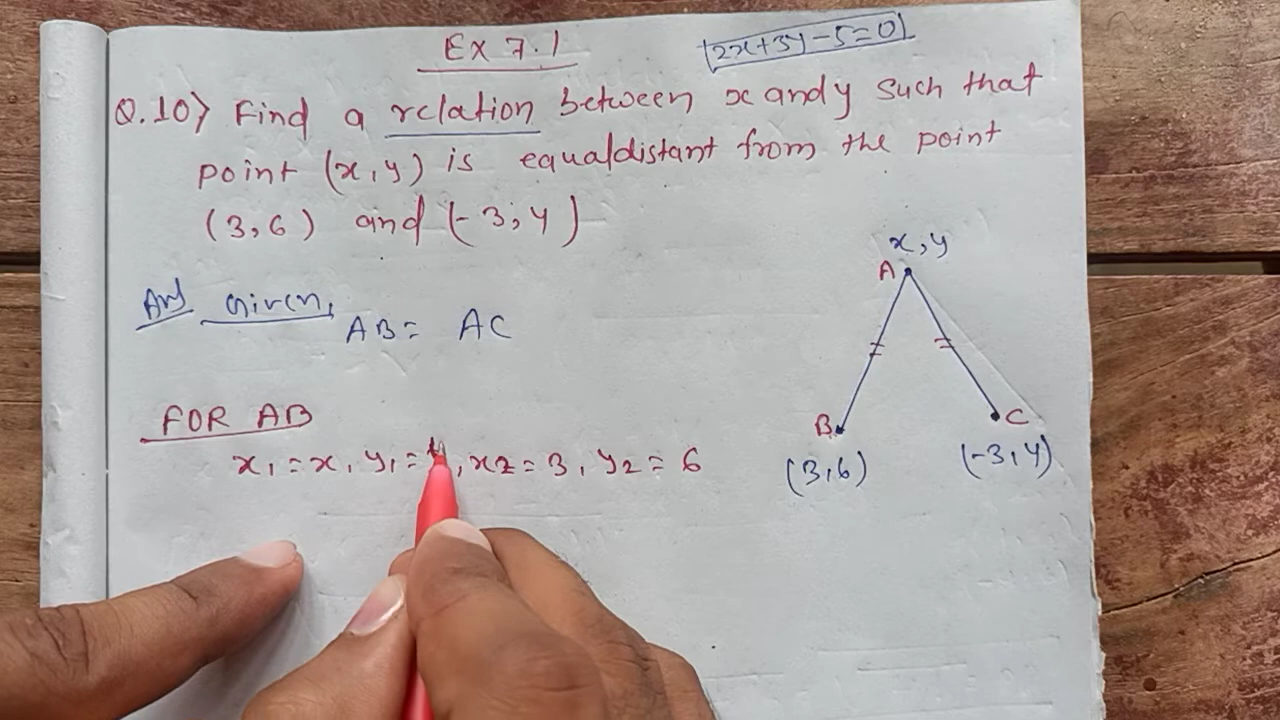 Ex 7.1
2x+3y-5=0
Q.10) Find a relation between x and y such that
point (x,y) is equaldistant from the point
(3,6) and (-3,4)
x,y
A
Ans Given,
AB= AC
B C
FOR AB
(3,6) (-3,4)
x1=x, y1= , x2=3, y2=6